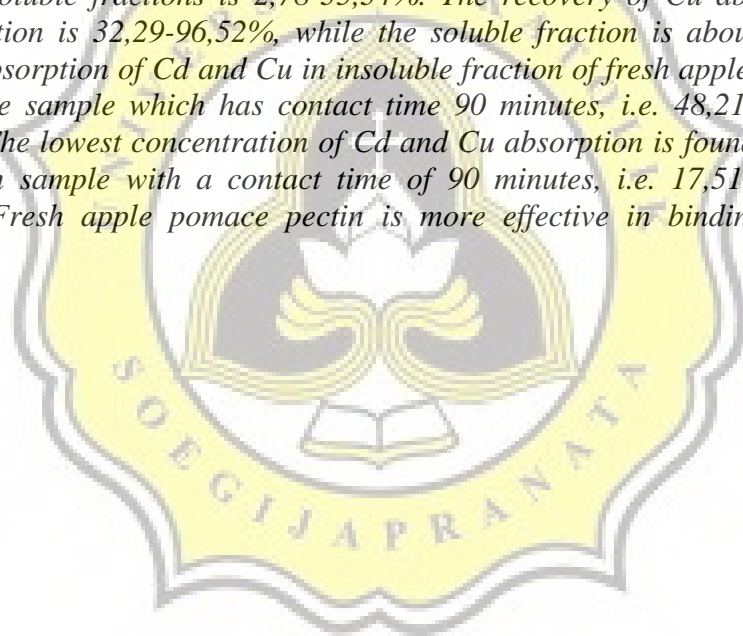 soluble fractions is 2,78-55,54%. The recovery of Cu ab
tion is 32,29-96,52%, while the soluble fraction is abou
bsorption of Cd and Cu in insoluble fraction of fresh apple
e sample which has contact time 90 minutes, i.e. 48,21
The lowest concentration of Cd and Cu absorption is found
n sample with a contact time of 90 minutes, i.e. 17,51
Fresh apple pomace pectin is more effective in bindin
SOEGIJAPRANATA